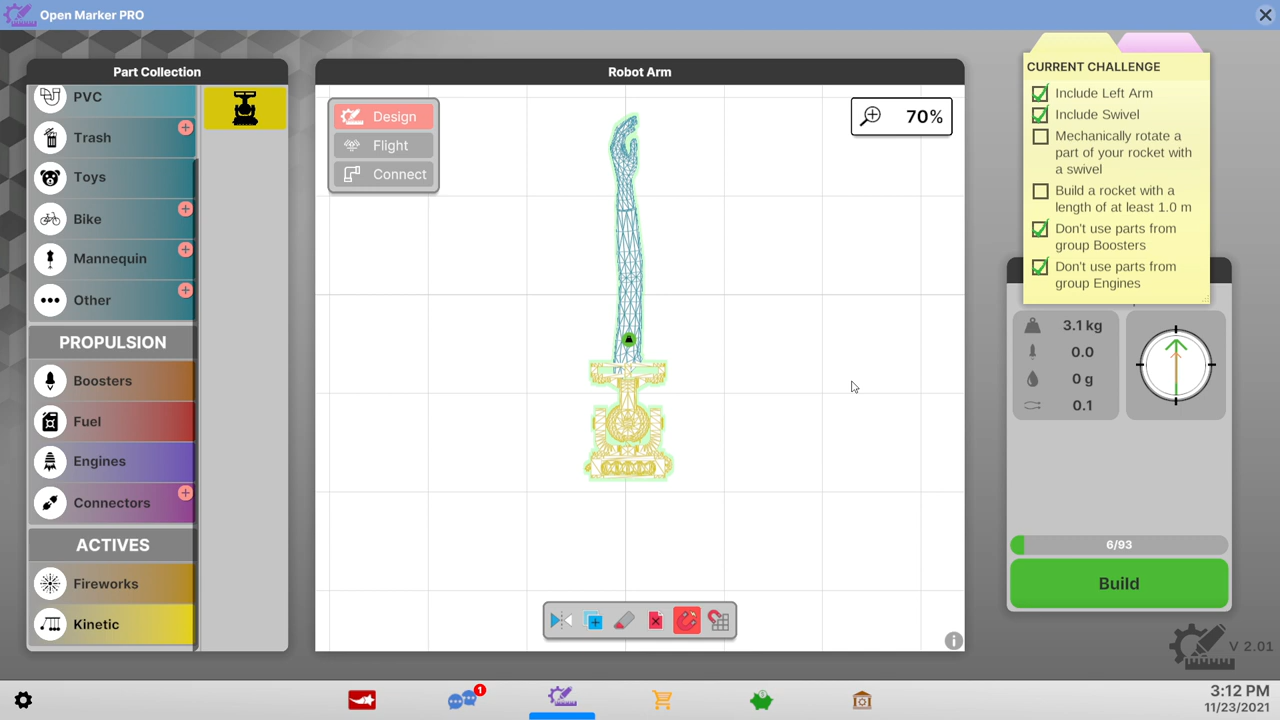 Open Marker PRO
Part Collection
PVC
Trash
Toys
Bike
Mannequin
Other
PROPULSION
Boosters
Fuel
Engines
Connectors
ACTIVES
Fireworks
Kinetic
Robot Arm
Design
Flight
Connect
70%
CURRENT CHALLENGE
Include Left Arm
Include Swivel
Mechanically rotate a
part of your rocket with
a swivel
Build a rocket with a
length of at least 1.0 m
Don't use parts from
group Boosters
Don't use parts from
group Engines
3.1 kg
0.0
0 g
0.1
6/93
Build
V 2.01
1
3:12 PM
11/23/2021